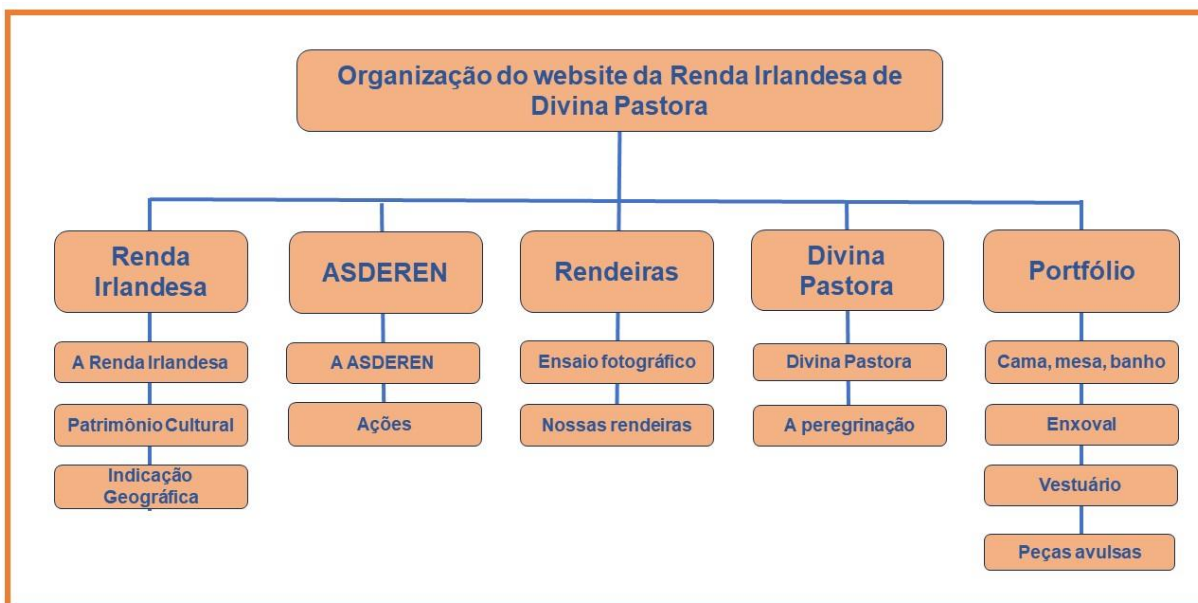 Organização do website da Renda Irlandesa de
Divina Pastora
Renda
Irlandesa
ASDEREN
Rendeiras
Divina
Pastora
Portfólio
A Renda Irlandesa
A ASDEREN
Ensaio fotográfico
Divina Pastora
Cama, mesa, banho
Patrimônio Cultural
Ações
Nossas rendeiras
A peregrinação
Enxoval
Indicação
Geográfica
Vestuário
Peças avulsas